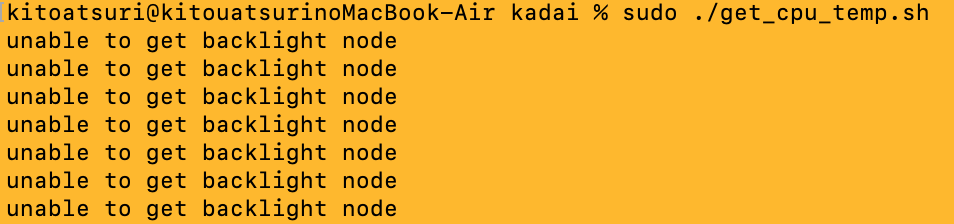 kitoatsuri@kitouatsurinoMacBook-Air kadai % sudo ./get_cpu_temp.sh
unable to get backlight node
unable to get backlight node
unable to get backlight node
unable to get backlight node
unable to get backlight node
unable to get backlight node
unable to get backlight node